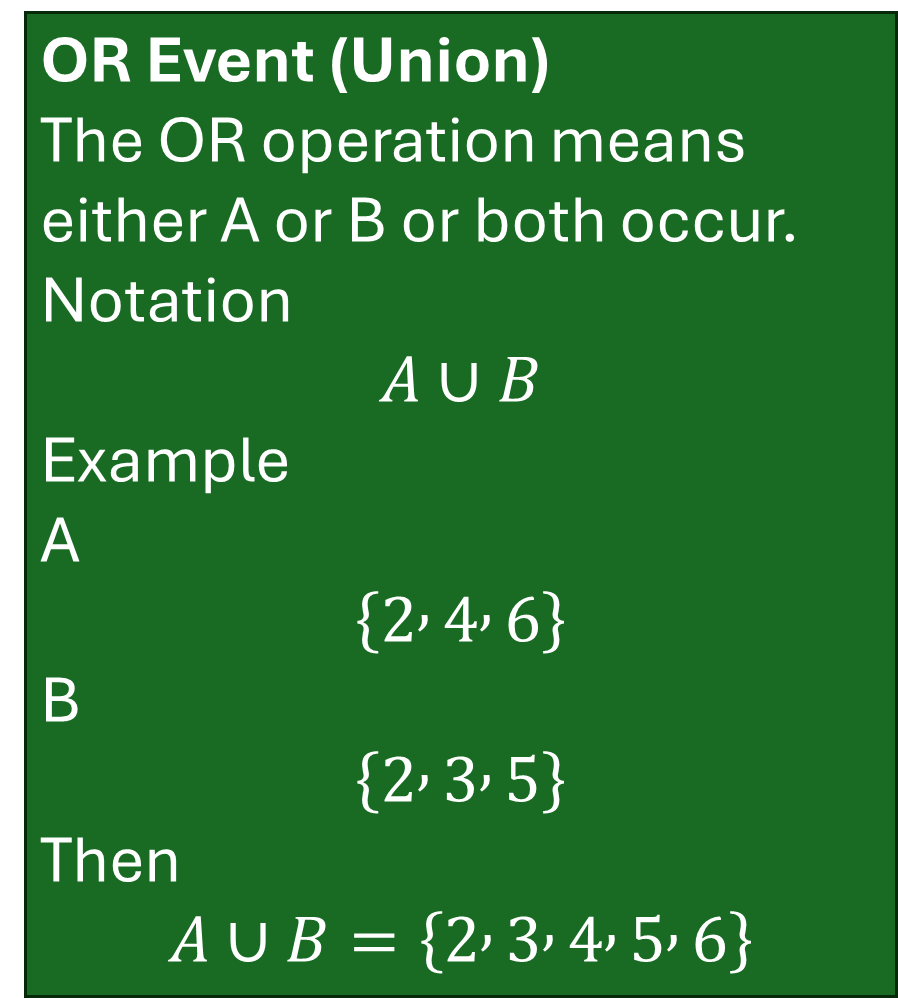 OR Event (Union)
The OR operation means
either A or B or both occur.
Notation
A ∪ B
Example
A
{2, 4, 6}
B
{2, 3, 5}
Then
A ∪ B = {2, 3, 4, 5, 6}